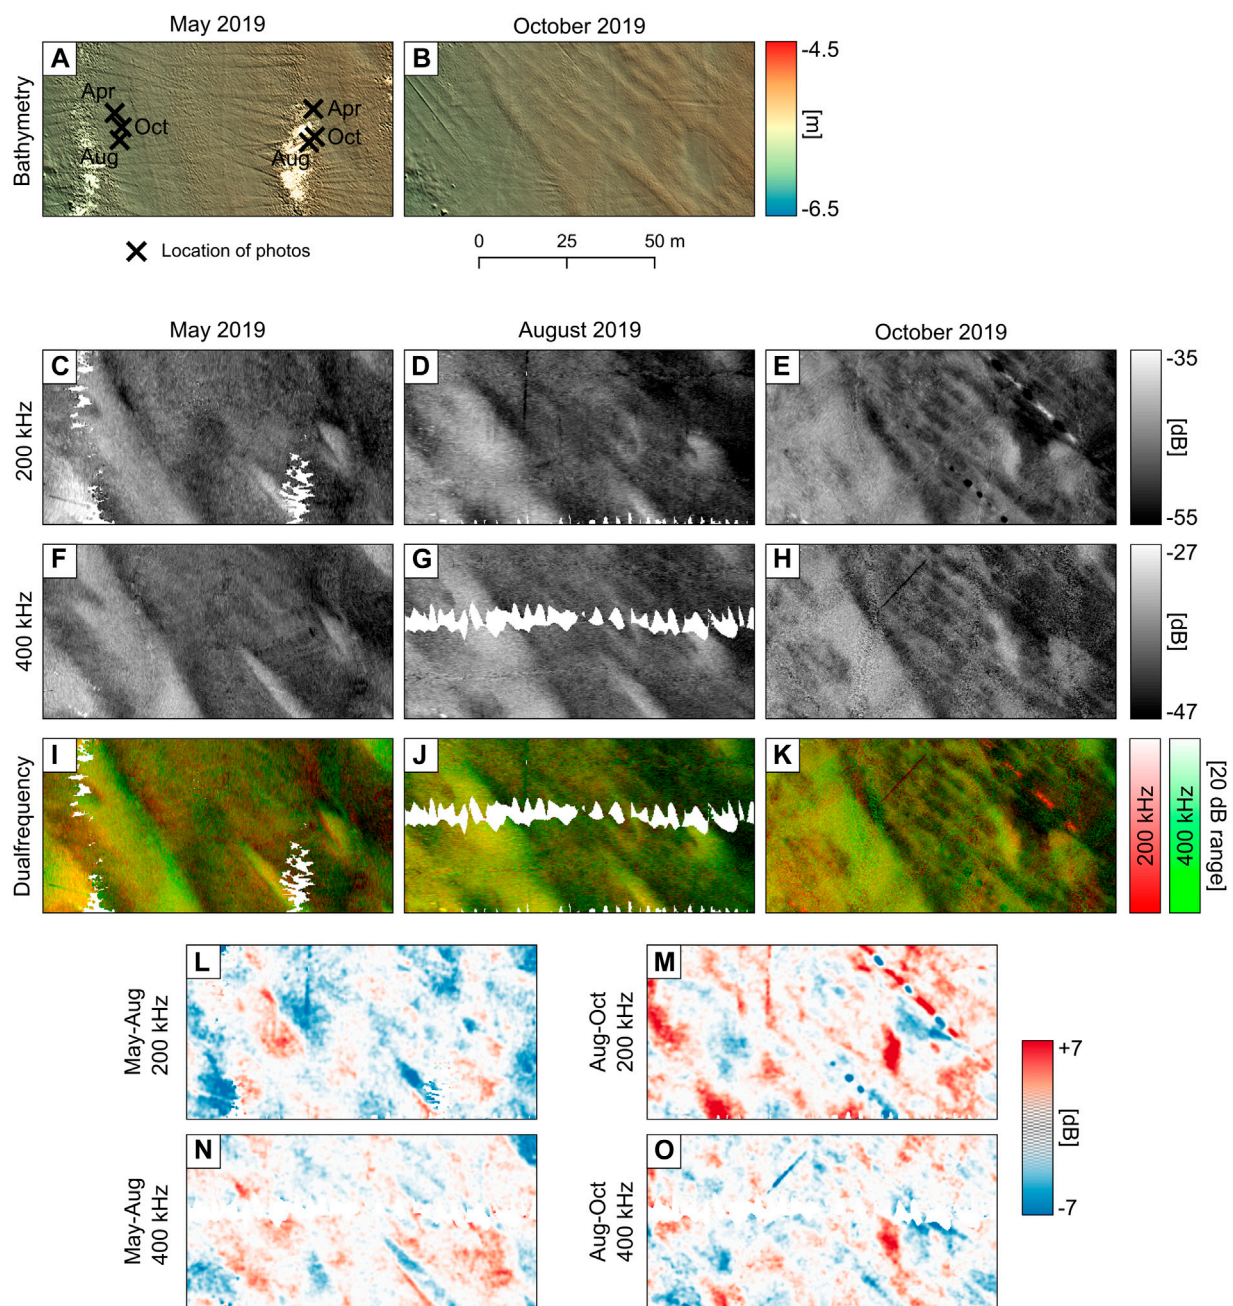 May 2019
October 2019
Bathymetry
A
B
Apr
Oct
Aug
Apr
Oct
Aug
-4.5
[m]
-6.5
Location of photos
0 25 50 m
May 2019
August 2019
October 2019
200 kHz
C
D
E
-35
[dB]
-55
400 kHz
F
G
H
-27
[dB]
-47
Dualfrequency
I
J
K
200 kHz
400 kHz
[20 dB range]
May-Aug
200 kHz
L
Aug-Oct
200 kHz
M
May-Aug
400 kHz
N
Aug-Oct
400 kHz
O
+7
[dB]
-7